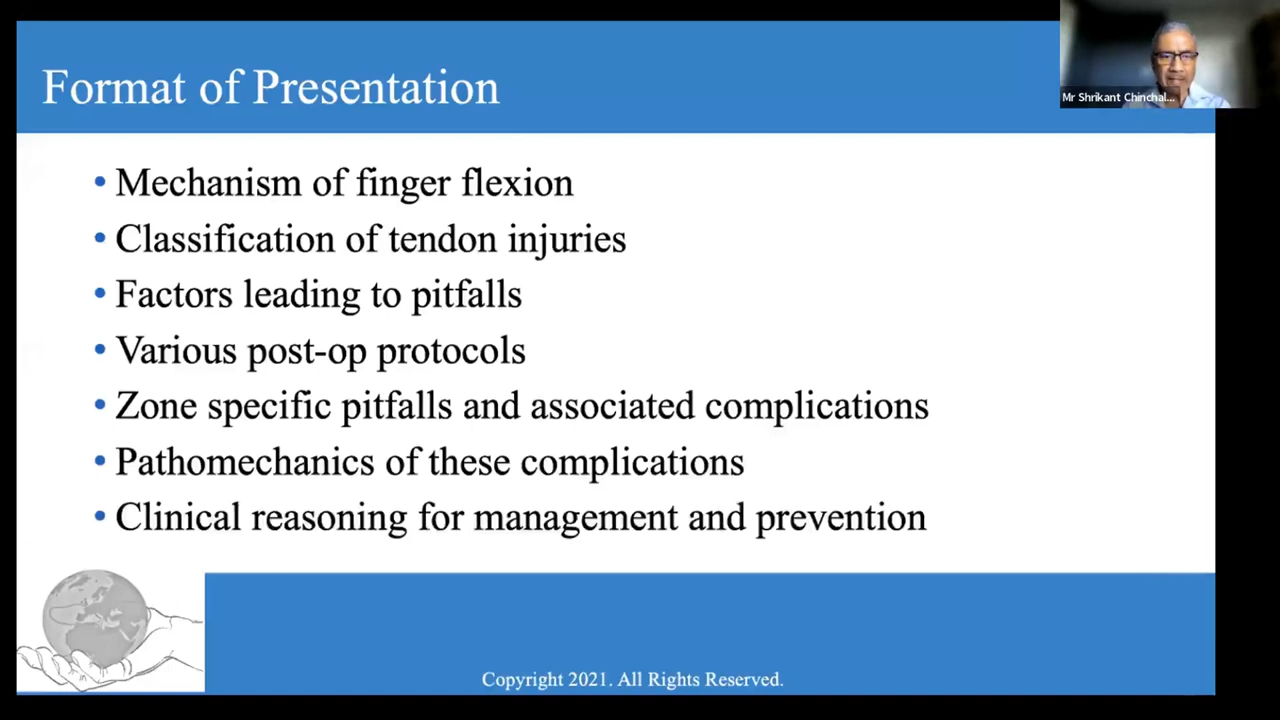 Format of Presentation
Mr Shrikant Chinchal...
• Mechanism of finger flexion
• Classification of tendon injuries
• Factors leading to pitfalls
• Various post-op protocols
• Zone specific pitfalls and associated complications
• Pathomechanics of these complications
• Clinical reasoning for management and prevention
Copyright 2021. All Rights Reserved.